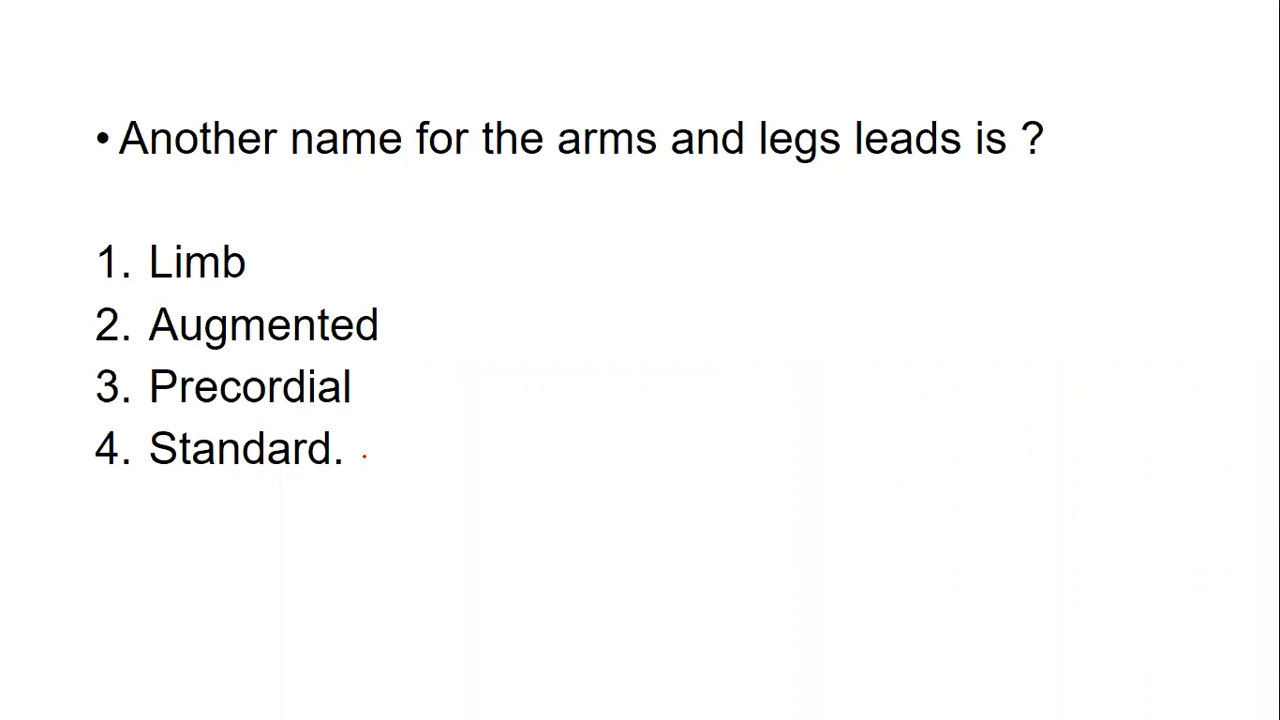 • Another name for the arms and legs leads is ?
1. Limb
2. Augmented
3. Precordial
4. Standard.